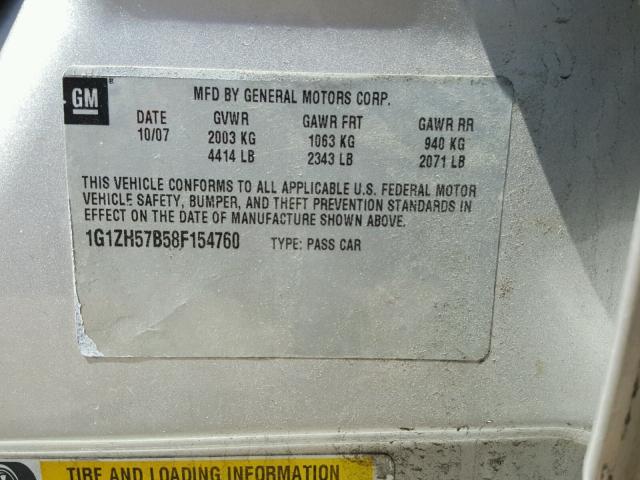 GM ® MFD BY GENERAL MOTORS CORP.
DATE GVWR GAWR FRT GAWR RR
10/07 2003 KG 1063 KG 940 KG
4414 LB 2343 LB 2071 LB
THIS VEHICLE CONFORMS TO ALL APPLICABLE U.S. FEDERAL MOTOR
VEHICLE SAFETY, BUMPER, AND THEFT PREVENTION STANDARDS IN
EFFECT ON THE DATE OF MANUFACTURE SHOWN ABOVE.
1G1ZH57B58F154760 TYPE: PASS CAR
TIRE AND LOADING INFORMATION